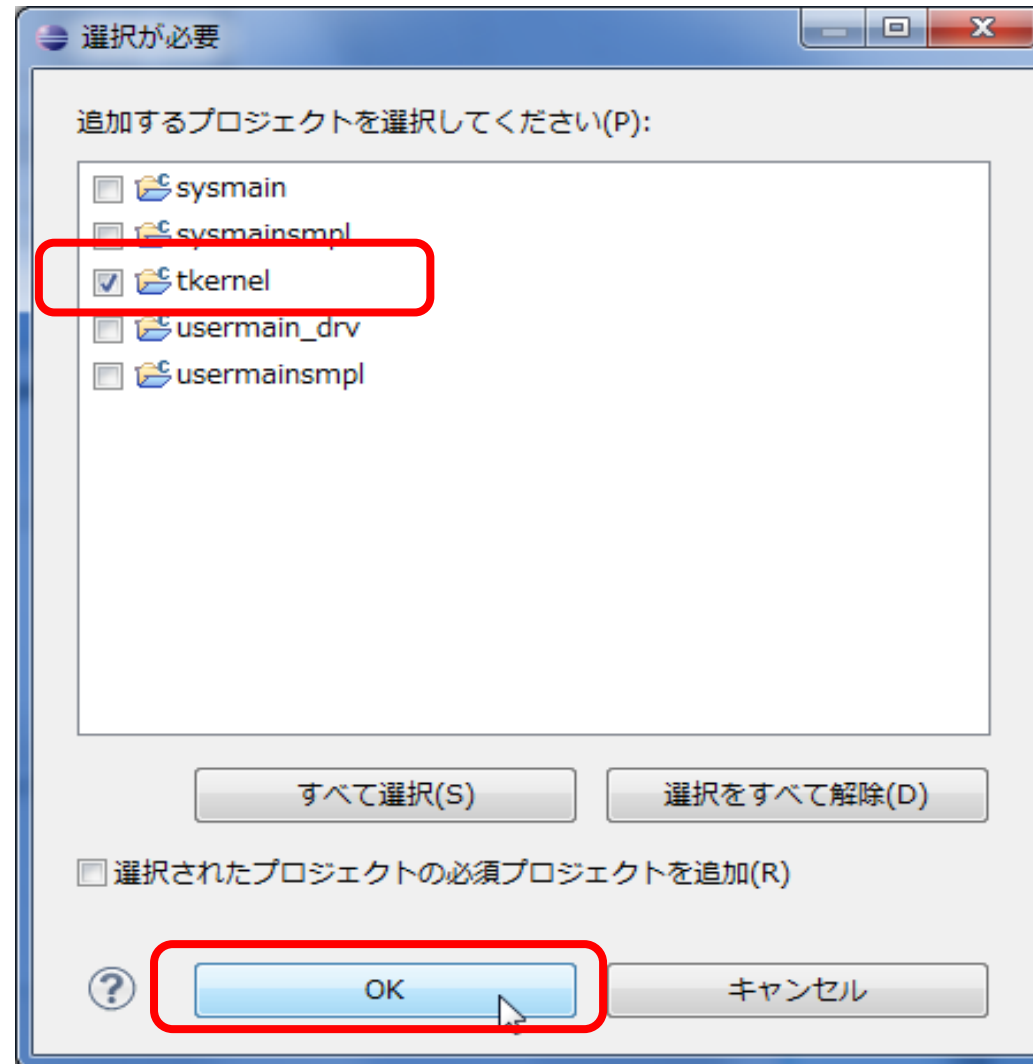 選択が必要
追加するプロジェクトを選択してください(P):
sysmain
sysmainsmpl
tkernel
usermain_drv
usermainsmpl
すべて選択(S)
選択をすべて解除(D)
選択されたプロジェクトの必須プロジェクトを追加(R)
OK
キャンセル